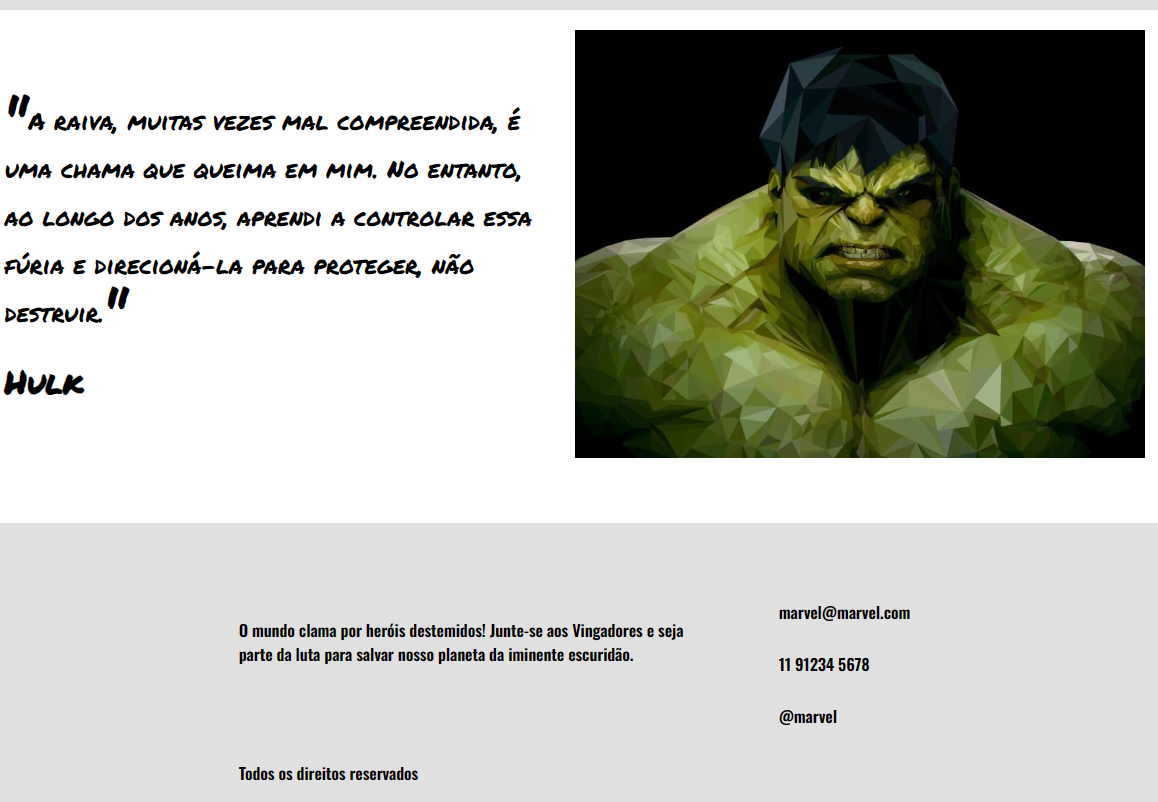 "A raiva, muitas vezes mal compreendida, é
uma chama que queima em mim. No entanto,
ao longo dos anos, aprendi a controlar essa
fúria e direcioná-la para proteger, não
destruir."
Hulk
O mundo clama por heróis destemidos! Junte-se aos Vingadores e seja
parte da luta para salvar nosso planeta da iminente escuridão.
marvel@marvel.com
11 91234 5678
@marvel
Todos os direitos reservados